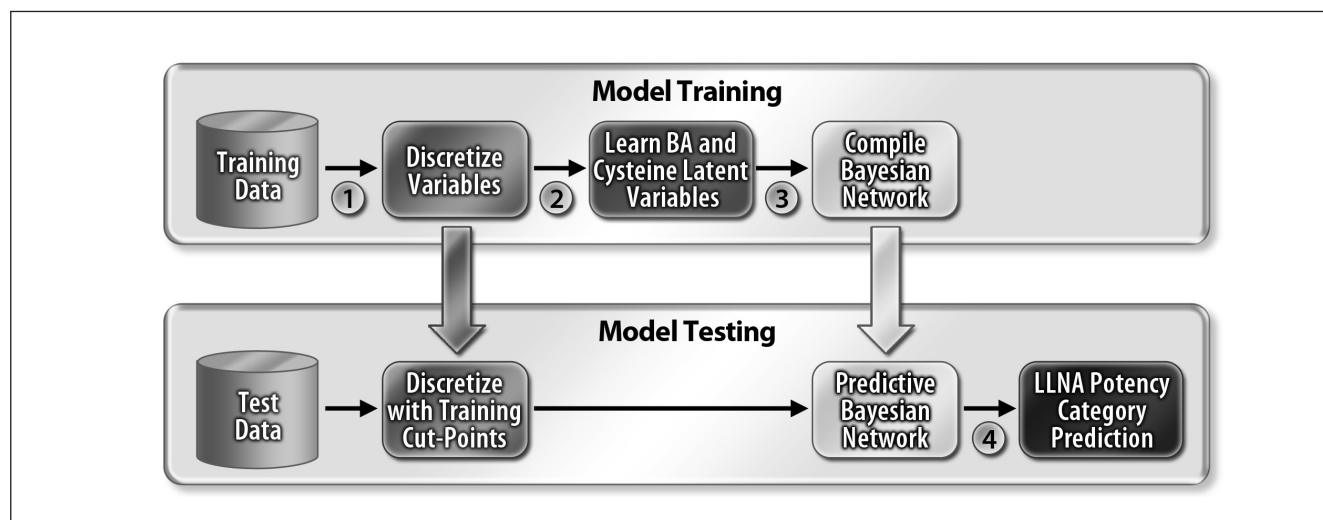 Model Training
Training
Data
1
Discretize
Variables
2
Learn BA and
Cysteine Latent
Variables
3
Compile
Bayesian
Network
Model Testing
Test
Data
Discretize
with Training
Cut-Points
Predictive
Bayesian
Network
4
LLNA Potency
Category
Prediction